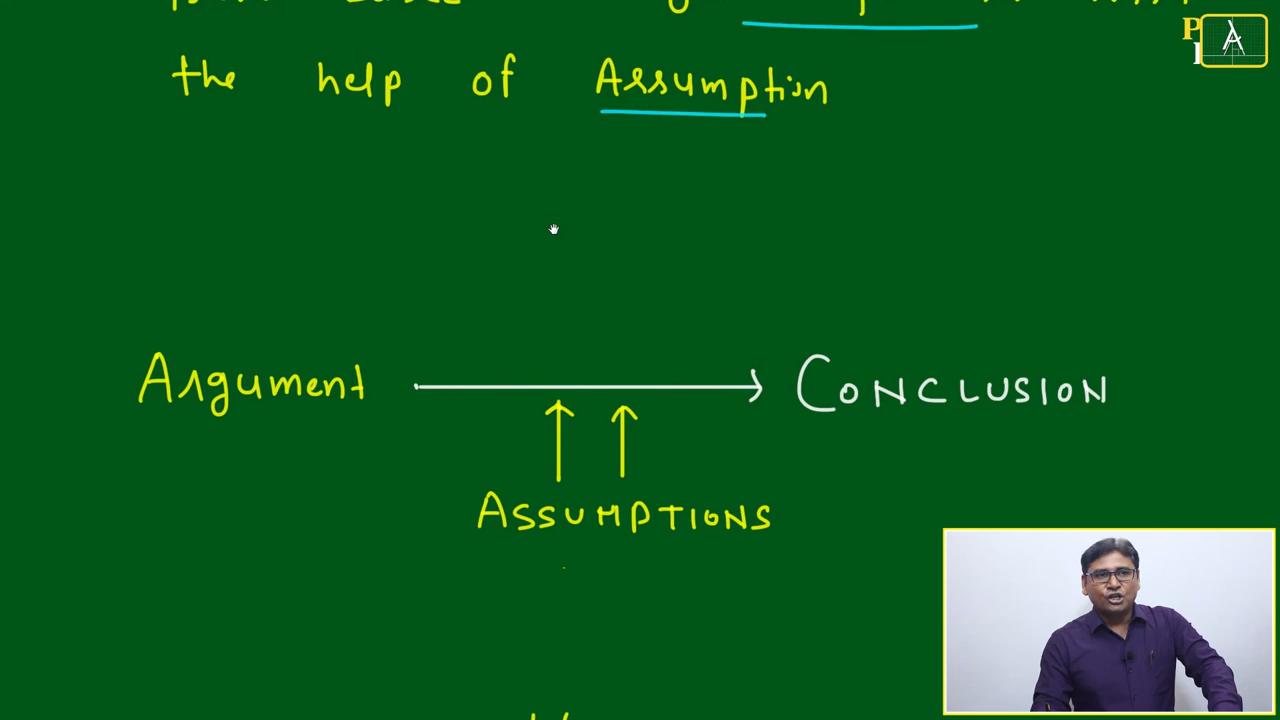 the help of Assumption
Argument → CONCLUSION
↑ ↑
ASSUMPTIONS